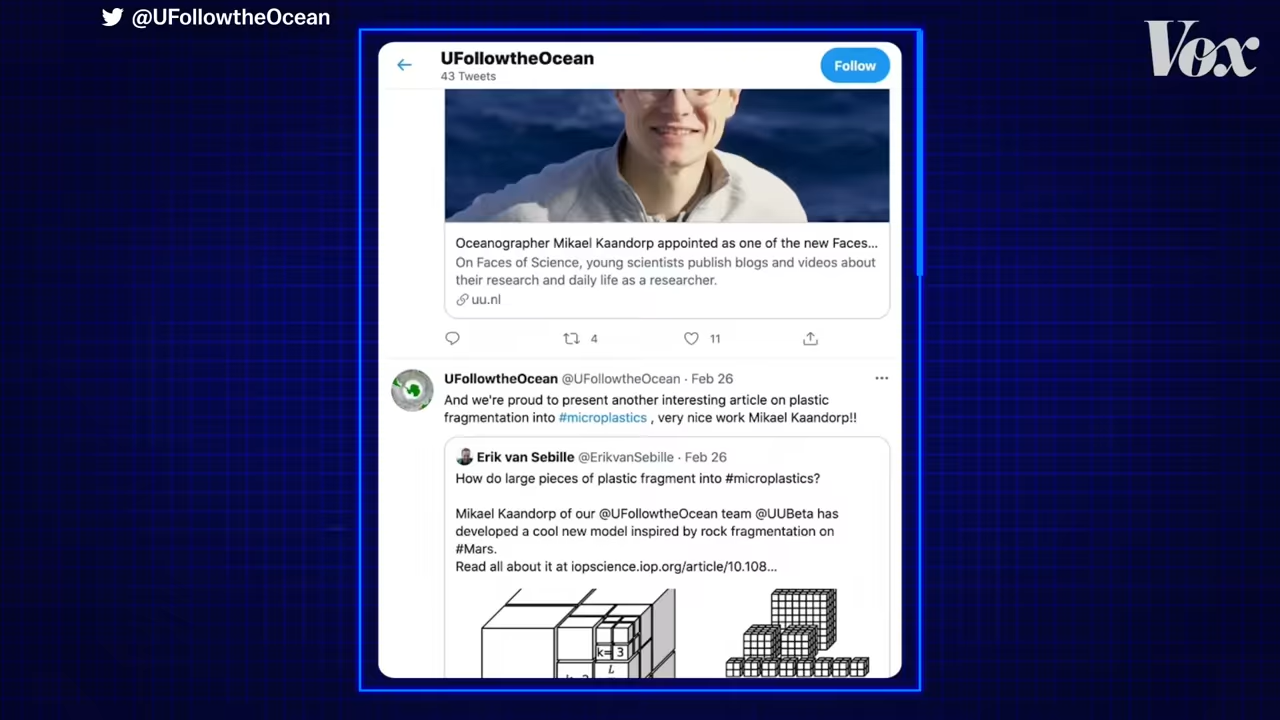 @UFollowtheOcean
Vox
UFollowtheOcean
43 Tweets
Follow
Oceanographer Mikael Kaandorp appointed as one of the new Faces...
On Faces of Science, young scientists publish blogs and videos about
their research and daily life as a researcher.
uu.nl
4
11
UFollowtheOcean @UFollowtheOcean · Feb 26
And we're proud to present another interesting article on plastic
fragmentation into #microplastics , very nice work Mikael Kaandorp!!
Erik van Sebille @ErikvanSebille · Feb 26
How do large pieces of plastic fragment into #microplastics?
Mikael Kaandorp of our @UFollowtheOcean team @UUBeta has
developed a cool new model inspired by rock fragmentation on
#Mars.
Read all about it at iopscience.iop.org/article/10.108...
k= 3
L